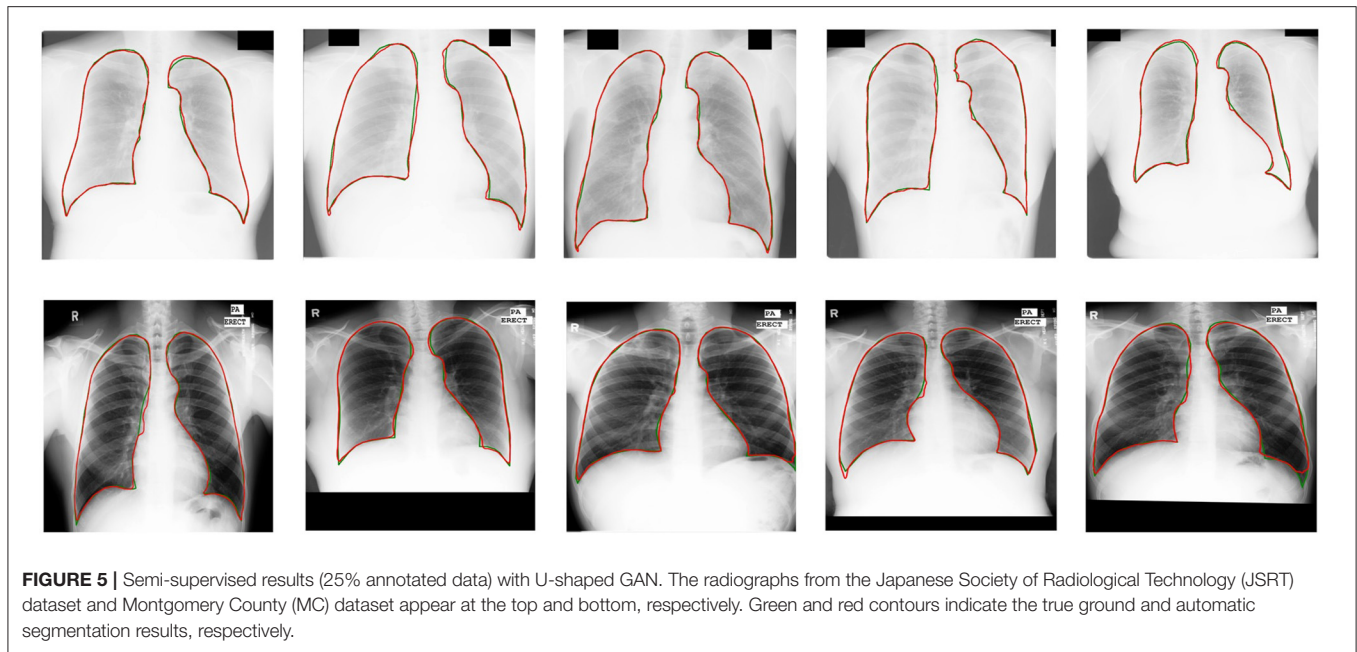 R
PA
ERECT
R
PA
ERECT
R
PA
ERECT
R
PA
ERECT
R
PA
ERECT
FIGURE 5 | Semi-supervised results (25% annotated data) with U-shaped GAN. The radiographs from the Japanese Society of Radiological Technology (JSRT)
dataset and Montgomery County (MC) dataset appear at the top and bottom, respectively. Green and red contours indicate the true ground and automatic
segmentation results, respectively.